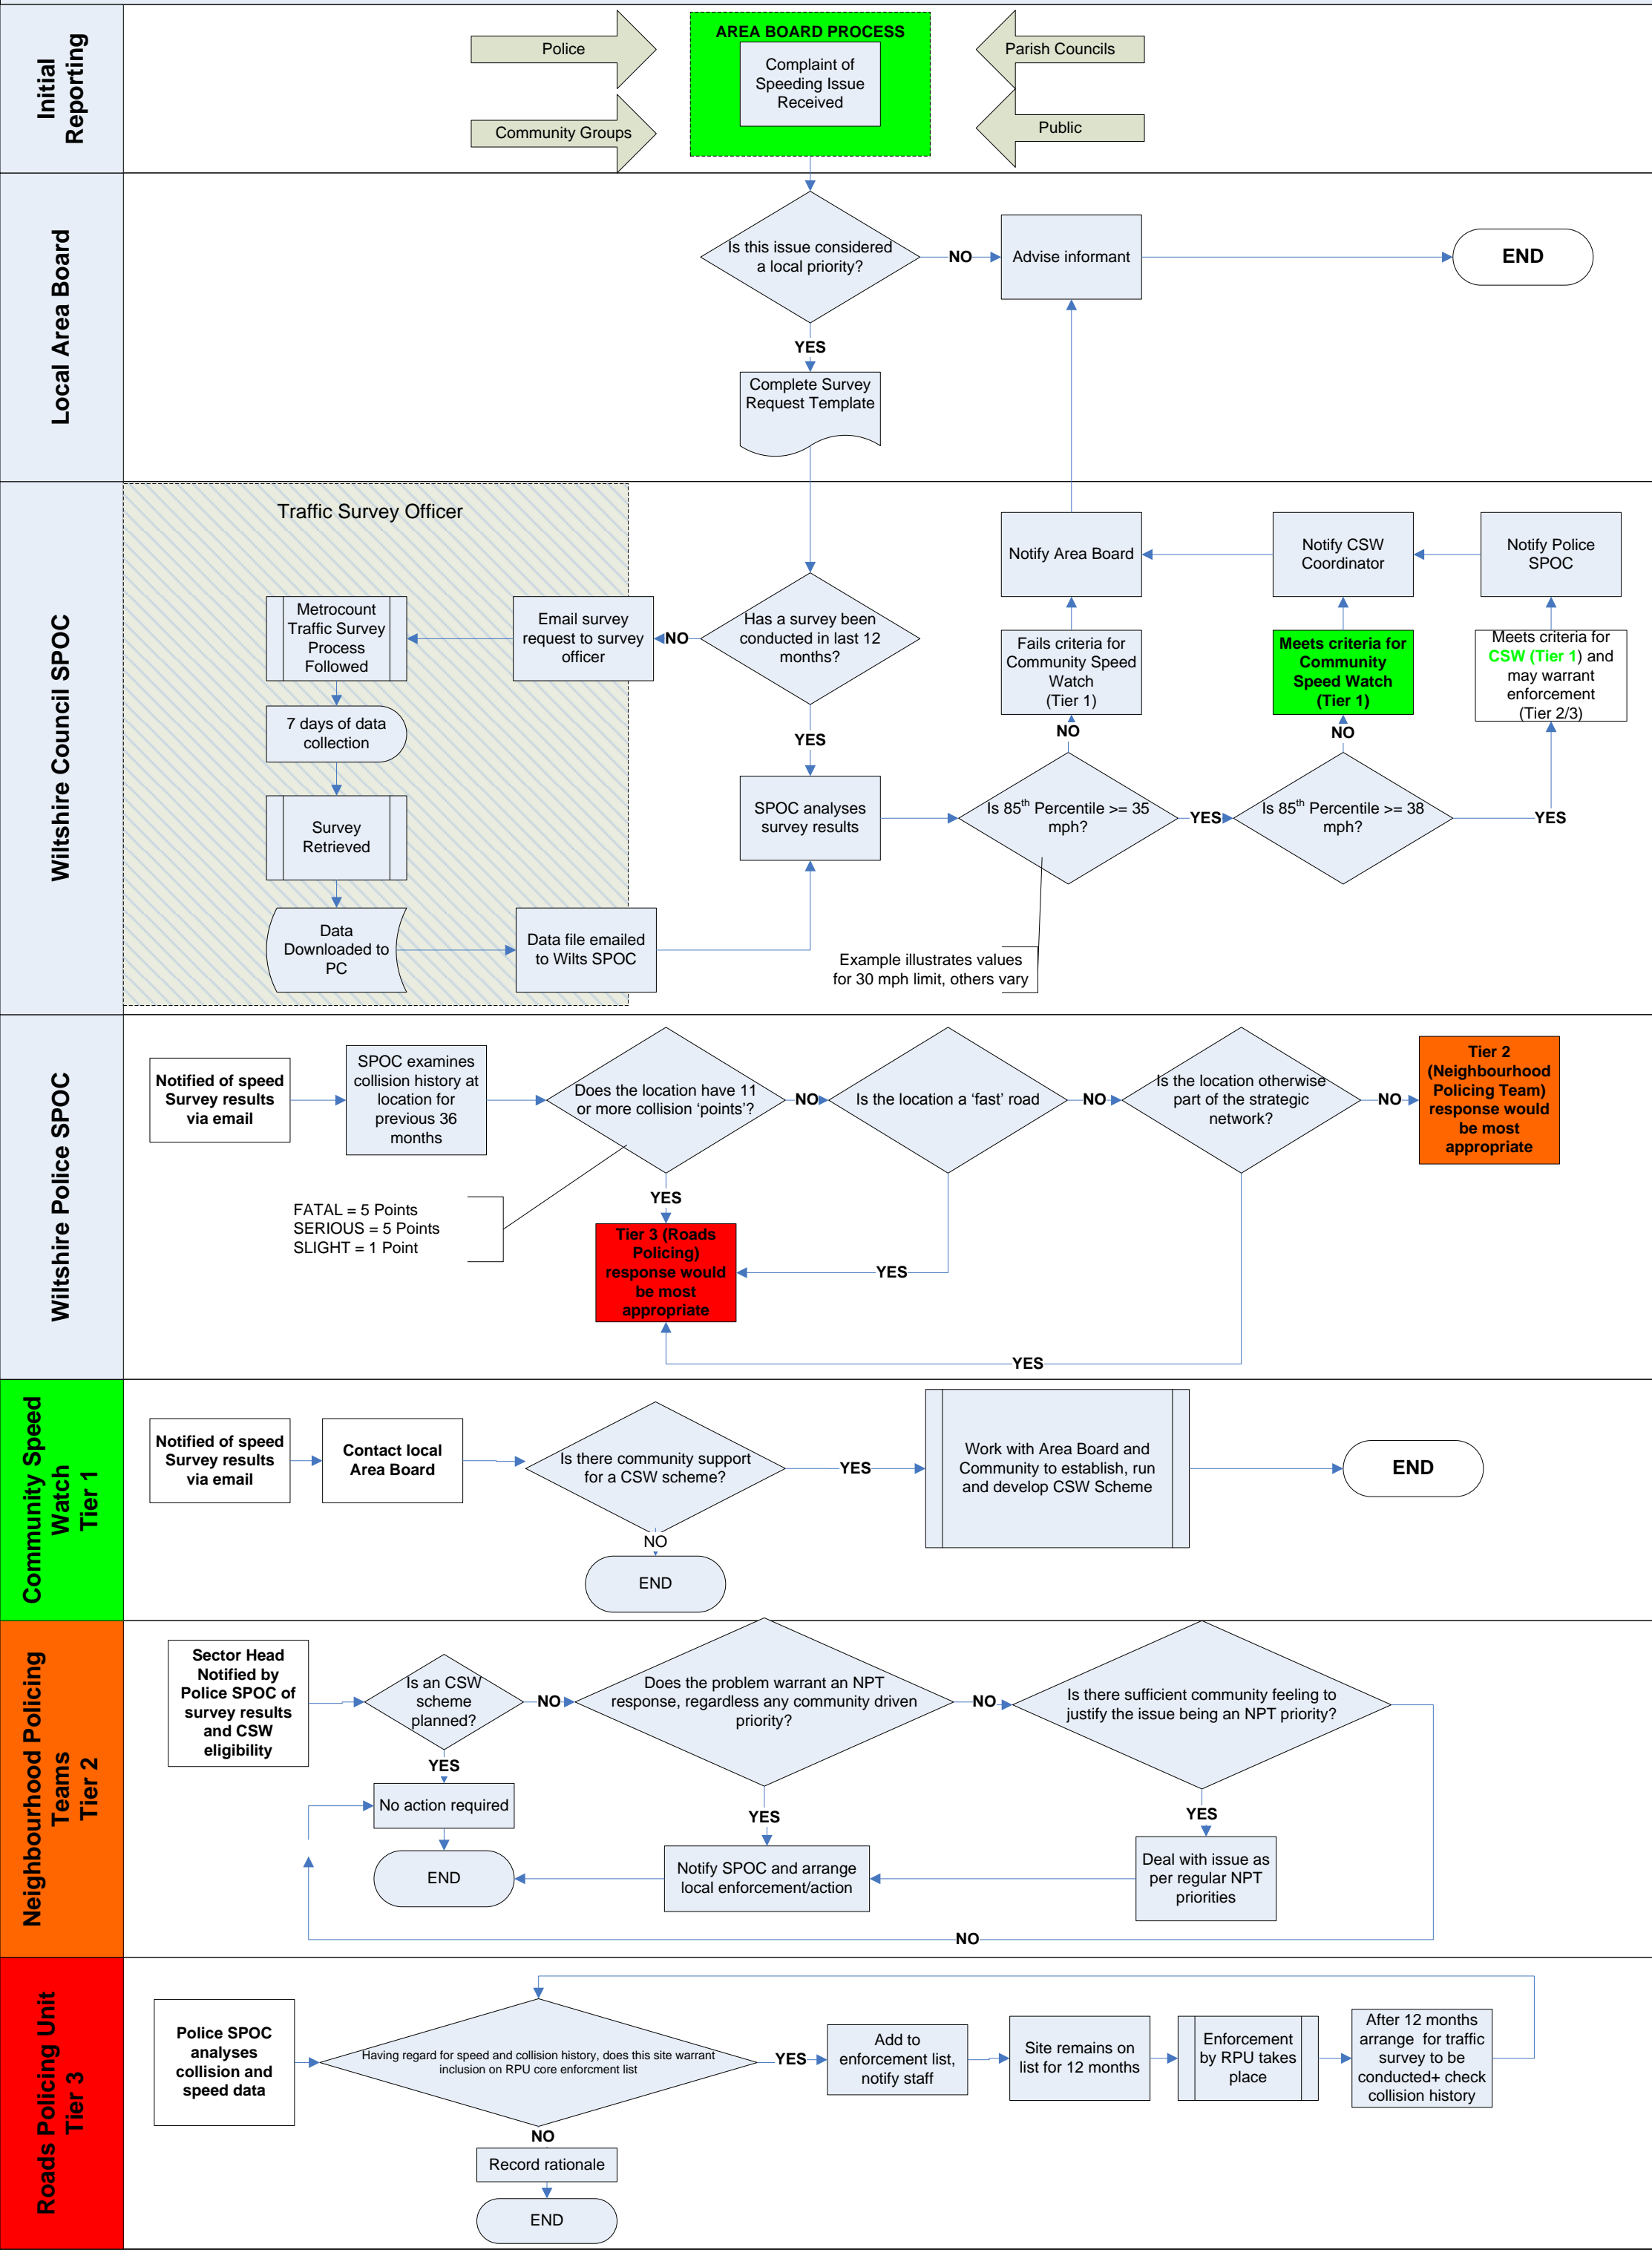 Initial
Reporting
Police
Community Groups
AREA BOARD PROCESS
Complaint of
Speeding Issue
Received
Parish Councils
Public
Local Area Board
Is this issue considered
a local priority?
NO
Advise informant
END
YES
Complete Survey
Request Template
Wiltshire Council SPOC
Traffic Survey Officer
Metrocount
Traffic Survey
Process
Followed
Email survey
request to survey
officer
NO
Has a survey been
conducted in last 12
months?
YES
7 days of data
collection
Survey
Retrieved
Data
Downloaded to
PC
Data file emailed
to Wilts SPOC
SPOC analyses
survey results
Notify Area Board
Notify CSW
Coordinator
Notify Police
SPOC
Fails criteria for
Community Speed
Watch
(Tier 1)
Meets criteria for
Community
Speed Watch
(Tier 1)
Meets criteria for
CSW (Tier 1) and
may warrant
enforcement
(Tier 2/3)
NO
NO
Is 85th Percentile >= 35
mph?
YES
Is 85th Percentile >= 38
mph?
YES
Example illustrates values
for 30 mph limit, others vary
Wiltshire Police SPOC
Notified of speed
Survey results
via email
SPOC examines
collision history at
location for
previous 36
months
Does the location have 11
or more collision ‘points’?
NO
Is the location a ‘fast’ road
NO
Is the location otherwise
part of the strategic
network?
NO
Tier 2
(Neighbourhood
Policing Team)
response would
be most
appropriate
FATAL = 5 Points
SERIOUS = 5 Points
SLIGHT = 1 Point
YES
Tier 3 (Roads
Policing)
response would
be most
appropriate
YES
YES
Community Speed
Watch
Tier 1
Notified of speed
Survey results
via email
Contact local
Area Board
Is there community support
for a CSW scheme?
YES
Work with Area Board and
Community to establish, run
and develop CSW Scheme
END
NO
END
Neighbourhood Policing
Teams
Tier 2
Sector Head
Notified by
Police SPOC of
survey results
and CSW
eligibility
Is an CSW
scheme
planned?
NO
Does the problem warrant an NPT
response, regardless any community driven
priority?
NO
Is there sufficient community feeling to
justify the issue being an NPT priority?
YES
No action required
END
YES
Notify SPOC and arrange
local enforcement/action
YES
Deal with issue as
per regular NPT
priorities
NO
Roads Policing Unit
Tier 3
Police SPOC
analyses
collision and
speed data
Having regard for speed and collision history, does this site warrant
inclusion on RPU core enforcment list
YES
Add to
enforcement list,
notify staff
Site remains on
list for 12 months
Enforcement
by RPU takes
place
After 12 months
arrange for traffic
survey to be
conducted+ check
collision history
NO
Record rationale
END